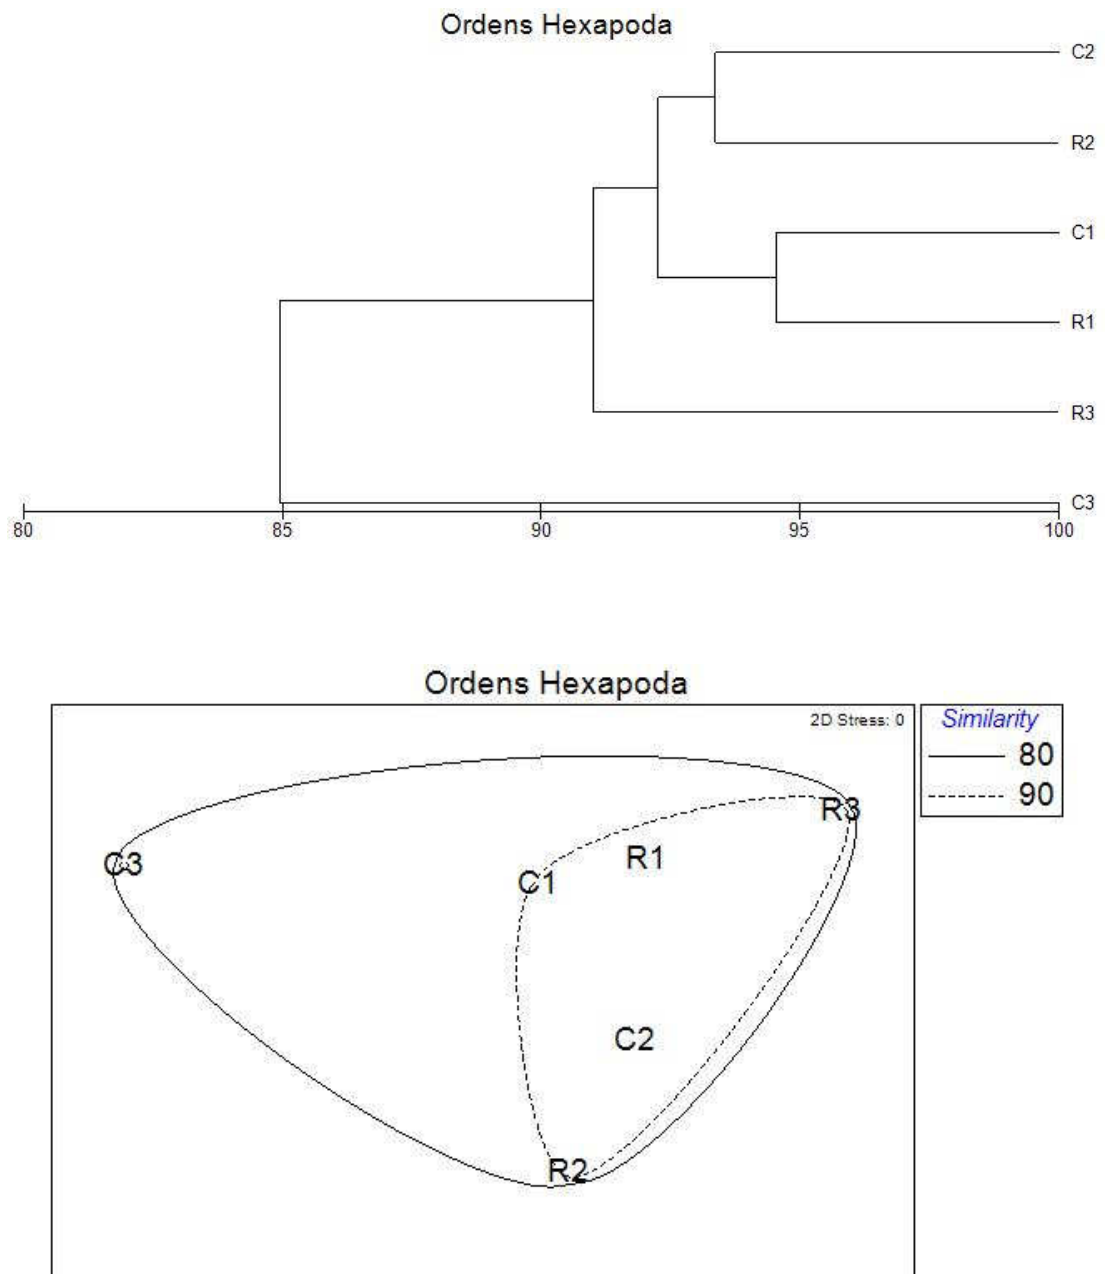 Ordens Hexapoda
C2
R2
C1
R1
R3
C3
80 85 90 95 100
Ordens Hexapoda
2D Stress: 0
Similarity
80
90
R3
R1
C3
C1
C2
R2